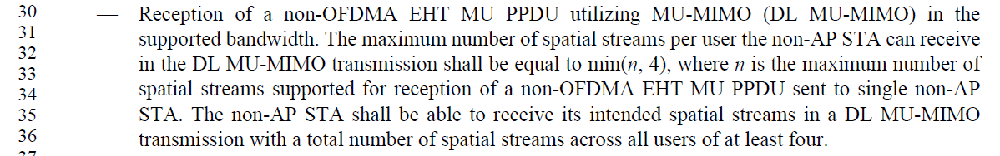 30 — Reception of a non-OFDMA EHT MU PPDU utilizing MU-MIMO (DL MU-MIMO) in the
31 supported bandwidth. The maximum number of spatial streams per user the non-AP STA can receive
32 in the DL MU-MIMO transmission shall be equal to min(n, 4), where n is the maximum number of
33
34 spatial streams supported for reception of a non-OFDMA EHT MU PPDU sent to single non-AP
35 STA. The non-AP STA shall be able to receive its intended spatial streams in a DL MU-MIMO
36 transmission with a total number of spatial streams across all users of at least four.
37